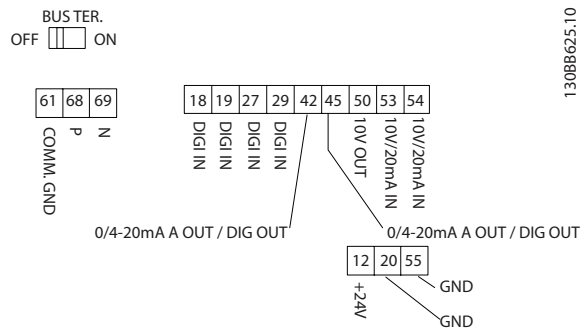 BUS TER.
OFF ON
130BB625.10
61 68 69
COMM. GND
P
N
18 19 27 29 42 45 50 53 54
DIGI IN
DIGI IN
DIGI IN
DIGI IN
10V OUT
10V/20mA IN
10V/20mA IN
0/4-20mA A OUT / DIG OUT
0/4-20mA A OUT / DIG OUT
12 20 55
+24V
GND
GND